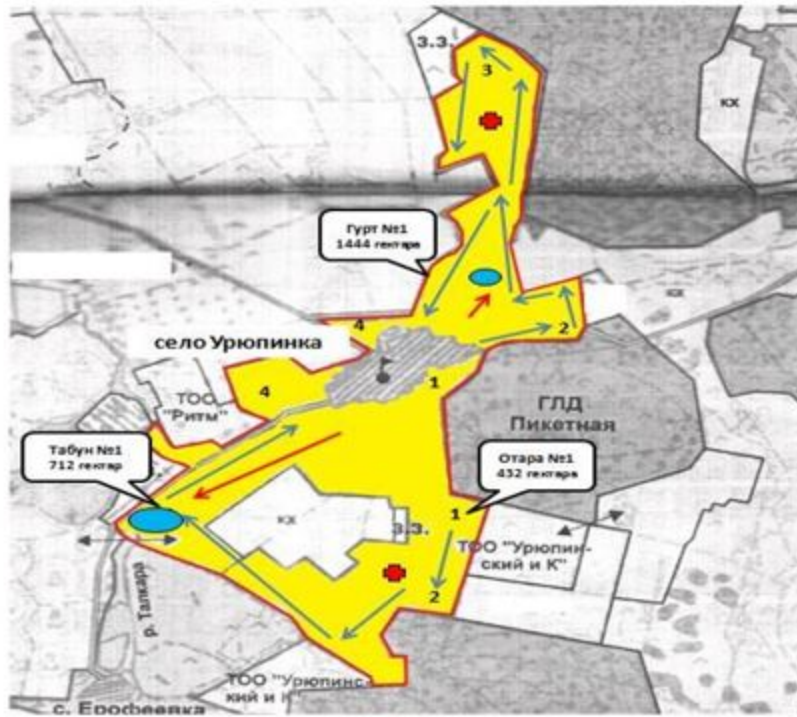 З.З.
3
КХ
Гурт №1
1444 гектара
КХ
4
2
село Урюпинка
1
4
ТОО
"Ритм"
ГЛД
Пикетная
Табун №1
712 гектар
Отара №1
432 гектара
КХ
З.З.
1
ТОО "Урюпин-
ский и К"
2
р. Талкара
ТОО "Урюпинс-
кий и К"
с. Ерофеевка